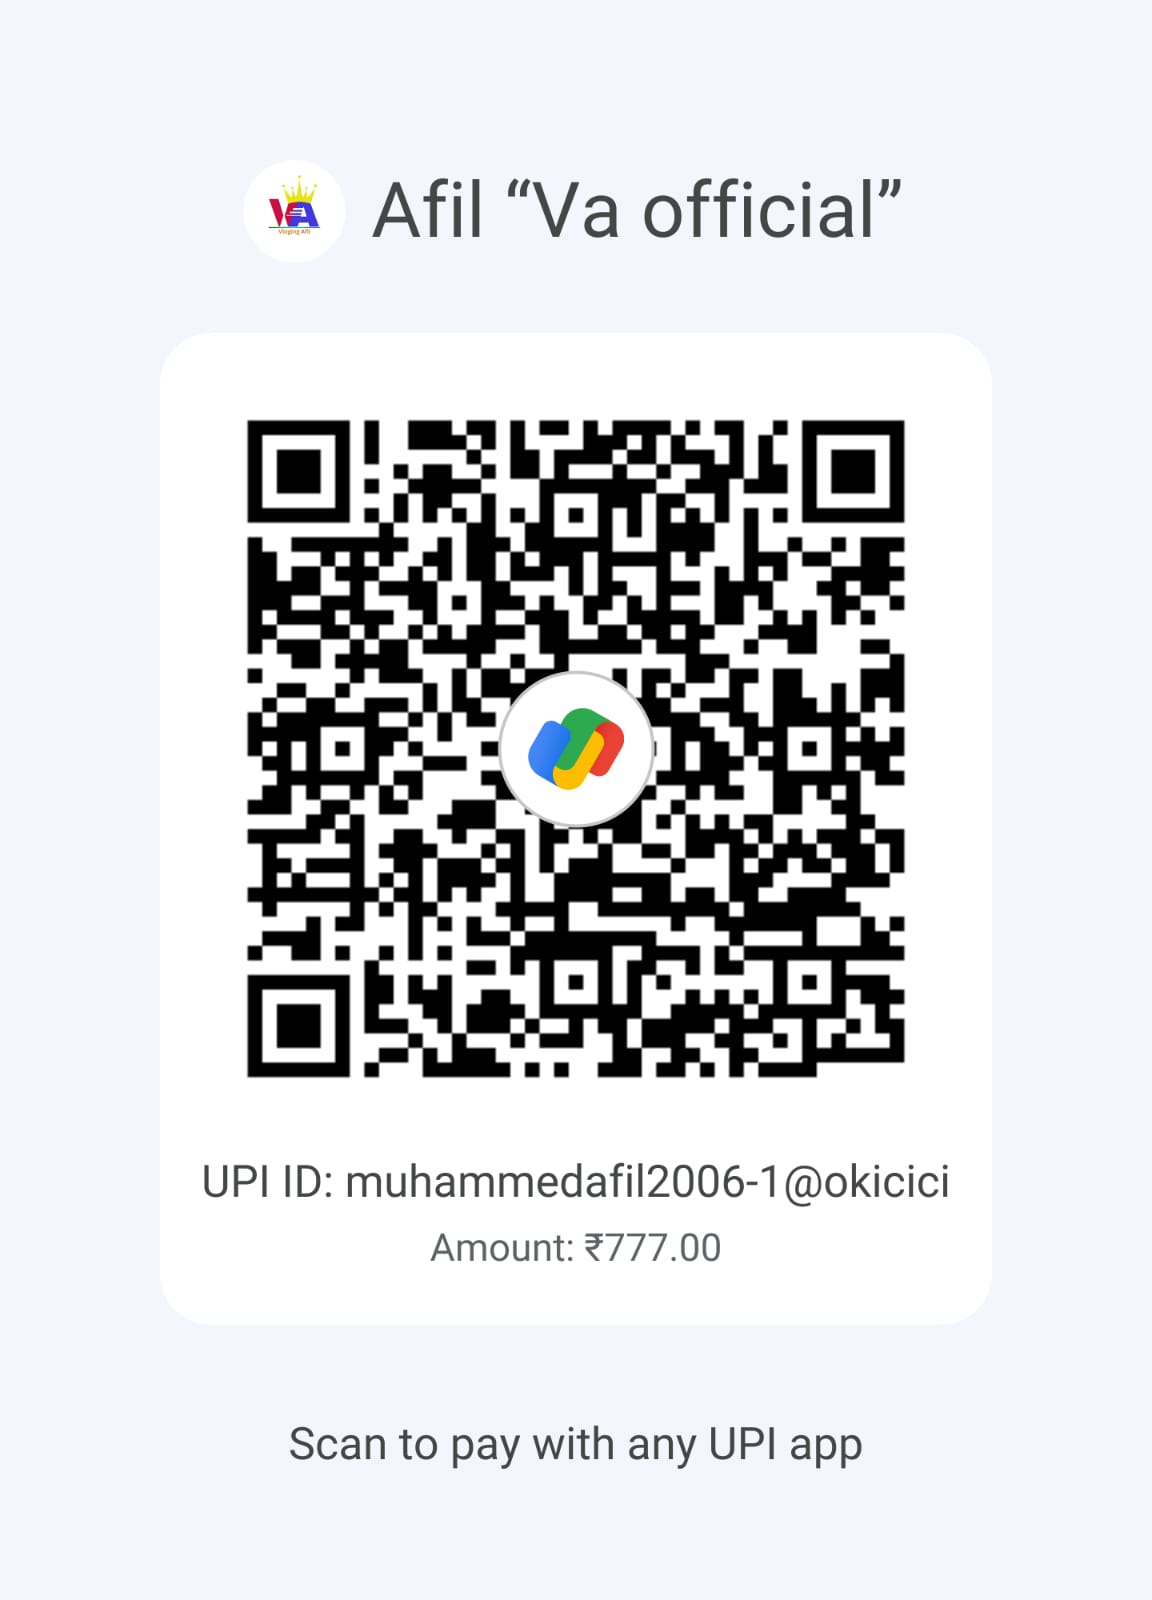 VA
Vloging Afil
Afil “Va official”
UPI ID: muhammedafil2006-1@okicici
Amount: ₹777.00
Scan to pay with any UPI app